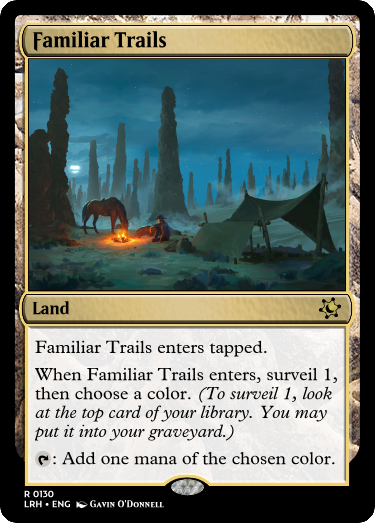 Familiar Trails
Land
Familiar Trails enters tapped.
When Familiar Trails enters, surveil 1,
then choose a color. (To surveil 1, look
at the top card of your library. You may
put it into your graveyard.)
: Add one mana of the chosen color.
R 0130
LRH • ENG Gavin O'Donnell